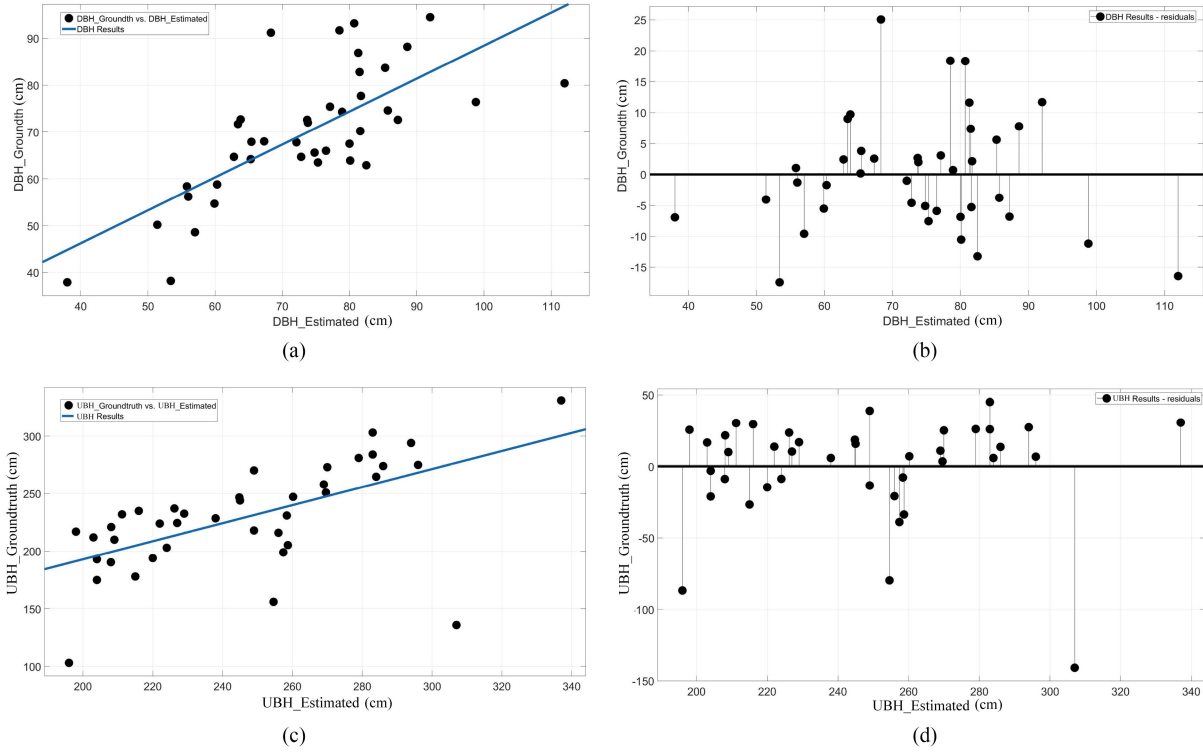 DBH_Groundth vs. DBH_Estimated
DBH Results
DBH_Groundth (cm)
90
80
70
60
50
40
40 50 60 70 80 90 100 110
DBH_Estimated (cm)
(a)
DBH Results - residuals
DBH_Groundth (cm)
25
20
15
10
5
0
-5
-10
-15
40 50 60 70 80 90 100 110
DBH_Estimated (cm)
(b)
UBH_Groundtruth vs. UBH_Estimated
UBH Results
UBH_Groundtruth (cm)
300
250
200
150
100
200 220 240 260 280 300 320 340
UBH_Estimated (cm)
(c)
UBH Results - residuals
UBH_Groundtruth (cm)
50
0
-50
-100
-150
200 220 240 260 280 300 320 340
UBH_Estimated (cm)
(d)